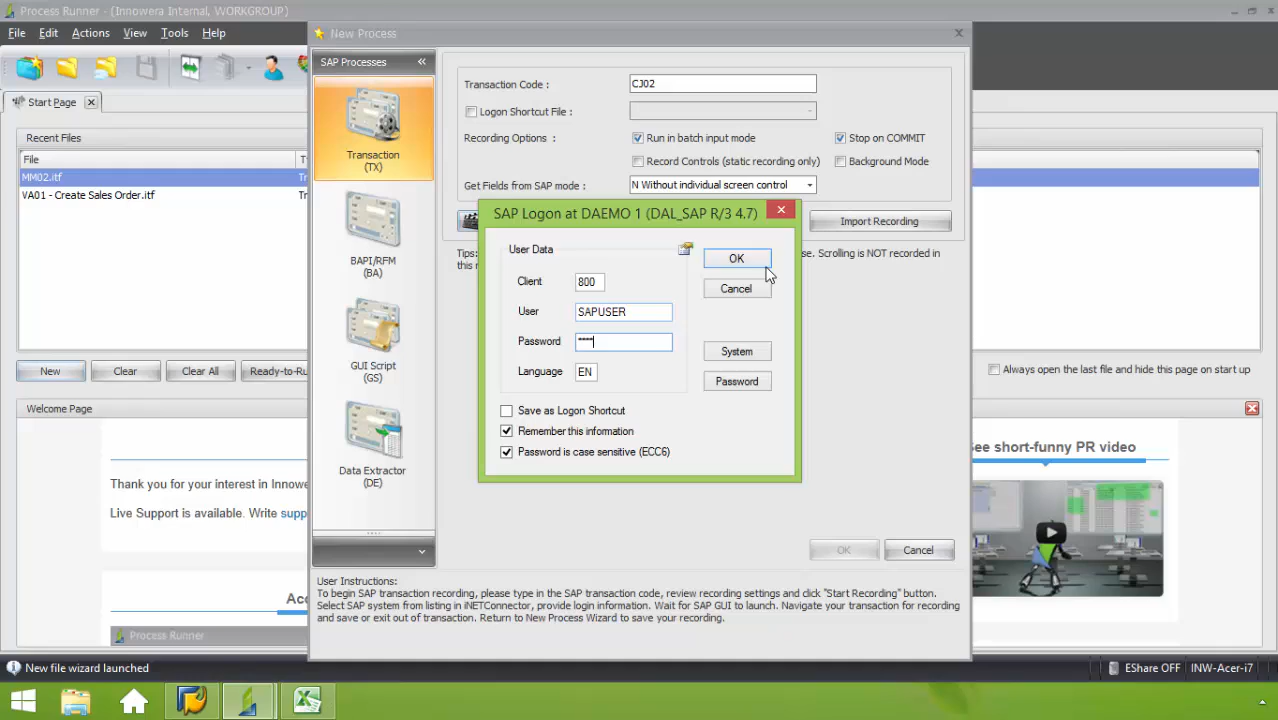 Process Runner (Innowera Internal, WORKGROUP)
File Edit Actions View Tools Help
Start Page
Recent Files
File
MM02.itf
VA01 - Create Sales Order.itf
New Clear Clear All Ready-to-Ru
Welcome Page
Thank you for your interest in Innowe
Live Support is available. Write supp
Acc
Process Runner
New Process
SAP Processes
Transaction
(TX)
BAPI/RFM
(BA)
GUI Script
(GS)
Data Extractor
(DE)
Transaction Code : CJ02
Logon Shortcut File :
Recording Options : Run in batch input mode Stop on COMMIT
Record Controls (static recording only) Background Mode
Get Fields from SAP mode : N Without individual screen control
Import Recording
Tips: se. Scrolling is NOT recorded in
this r
SAP Logon at DAEMO 1 (DAL_SAP R/3 4.7)
User Data
Client 800
User SAPUSER
Password ****
Language EN
OK
Cancel
System
Password
Save as Logon Shortcut
Remember this information
Password is case sensitive (ECC6)
OK Cancel
User Instructions:
To begin SAP transaction recording, please type in the SAP transaction code, review recording settings and click "Start Recording" button.
Select SAP system from listing in iNETConnector, provide login information. Wait for SAP GUI to launch. Navigate your transaction for recording
and save or exit out of transaction. Return to New Process Wizard to save your recording.
Always open the last file and hide this page on start up
See short-funny PR video
New file wizard launched
EShare OFF INW-Acer-i7